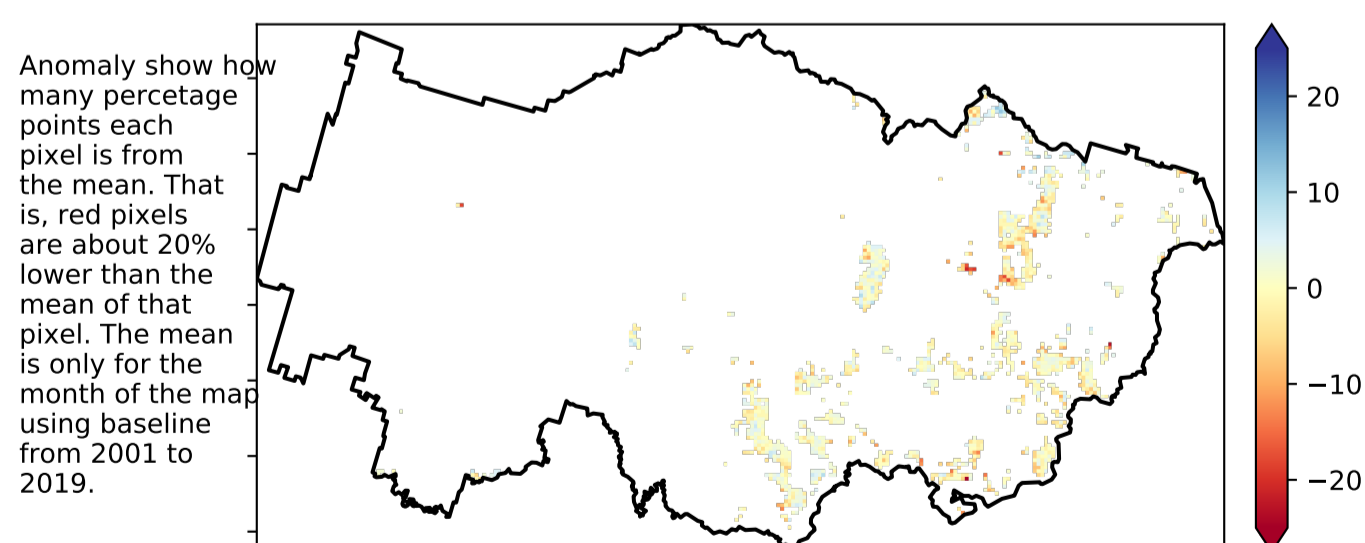 Anomaly show how
many percetage
points each
pixel is from
the mean. That
is, red pixels
are about 20%
lower than the
mean of that
pixel. The mean
is only for the
month of the map
using baseline
from 2001 to
2019.
20
10
0
−10
−20